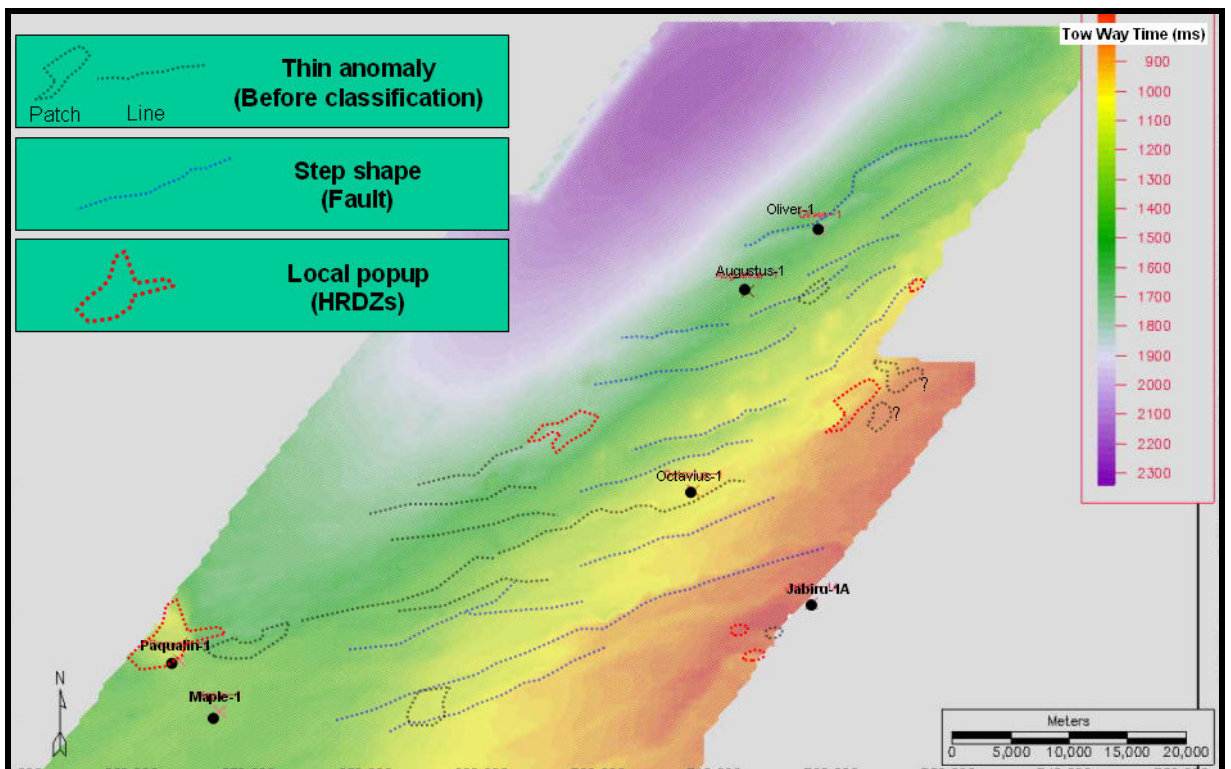 Tow Way Time (ms)
Thin anomaly
(Before classification)
Patch
Line
Step shape
(Fault)
Local popup
(HRDZs)
900
1000
1100
1200
1300
1400
1500
1600
1700
1800
1900
2000
2100
2200
2300
Oliver-1
Augustus-1
?
?
Octavius-1
Jabiru-1A
Paqualin-1
Maple-1
N
Meters
0 5,000 10,000 15,000 20,000